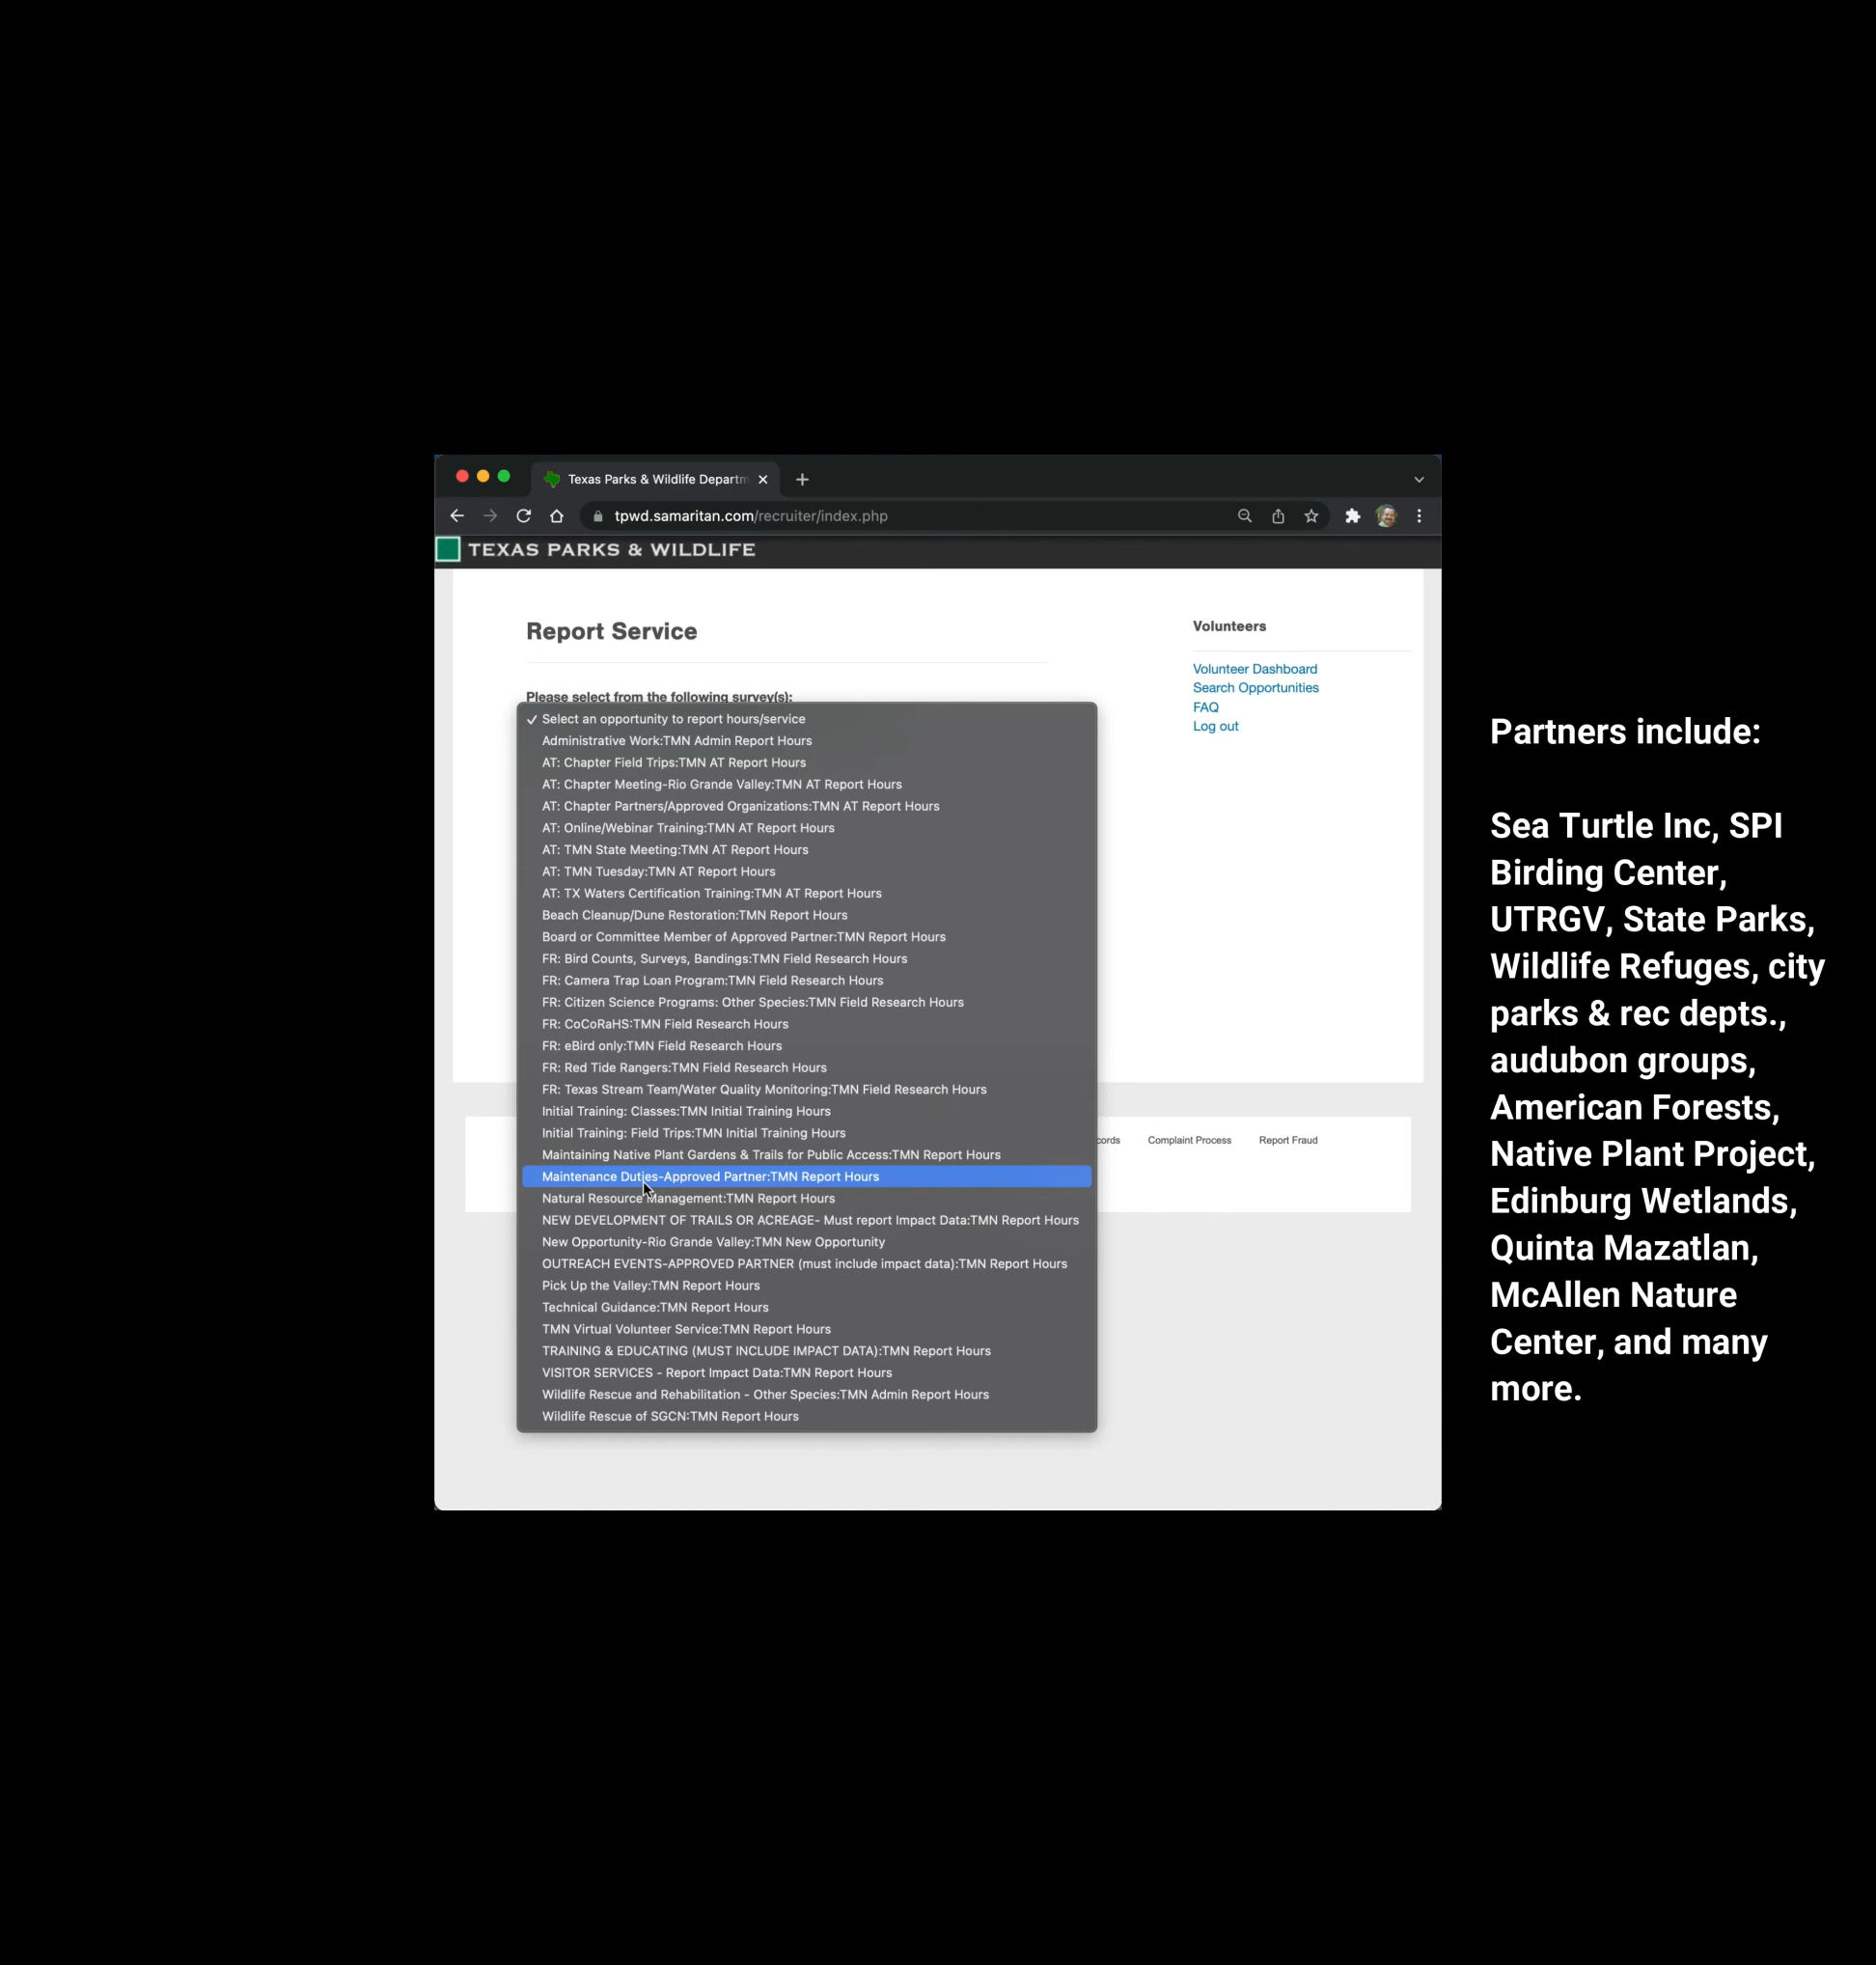 Texas Parks & Wildlife Departm
tpwd.samaritan.com/recruiter/index.php
TEXAS PARKS & WILDLIFE
Report Service
Please select from the following survey(s):
✓ Select an opportunity to report hours/service
Administrative Work:TMN Admin Report Hours
AT: Chapter Field Trips:TMN AT Report Hours
AT: Chapter Meeting-Rio Grande Valley:TMN AT Report Hours
AT: Chapter Partners/Approved Organizations:TMN AT Report Hours
AT: Online/Webinar Training:TMN AT Report Hours
AT: TMN State Meeting:TMN AT Report Hours
AT: TMN Tuesday:TMN AT Report Hours
AT: TX Waters Certification Training:TMN AT Report Hours
Beach Cleanup/Dune Restoration:TMN Report Hours
Board or Committee Member of Approved Partner:TMN Report Hours
FR: Bird Counts, Surveys, Bandings:TMN Field Research Hours
FR: Camera Trap Loan Program:TMN Field Research Hours
FR: Citizen Science Programs: Other Species:TMN Field Research Hours
FR: CoCoRaHS:TMN Field Research Hours
FR: eBird only:TMN Field Research Hours
FR: Red Tide Rangers:TMN Field Research Hours
FR: Texas Stream Team/Water Quality Monitoring:TMN Field Research Hours
Initial Training: Classes:TMN Initial Training Hours
Initial Training: Field Trips:TMN Initial Training Hours
Maintaining Native Plant Gardens & Trails for Public Access:TMN Report Hours
Maintenance Duties-Approved Partner:TMN Report Hours
Natural Resource Management:TMN Report Hours
NEW DEVELOPMENT OF TRAILS OR ACREAGE- Must report Impact Data:TMN Report Hours
New Opportunity-Rio Grande Valley:TMN New Opportunity
OUTREACH EVENTS-APPROVED PARTNER (must include impact data):TMN Report Hours
Pick Up the Valley:TMN Report Hours
Technical Guidance:TMN Report Hours
TMN Virtual Volunteer Service:TMN Report Hours
TRAINING & EDUCATING (MUST INCLUDE IMPACT DATA):TMN Report Hours
VISITOR SERVICES - Report Impact Data:TMN Report Hours
Wildlife Rescue and Rehabilitation - Other Species:TMN Admin Report Hours
Wildlife Rescue of SGCN:TMN Report Hours
Volunteers
Volunteer Dashboard
Search Opportunities
FAQ
Log out
cords Complaint Process Report Fraud
Partners include:
Sea Turtle Inc, SPI
Birding Center,
UTRGV, State Parks,
Wildlife Refuges, city
parks & rec depts.,
audubon groups,
American Forests,
Native Plant Project,
Edinburg Wetlands,
Quinta Mazatlan,
McAllen Nature
Center, and many
more.